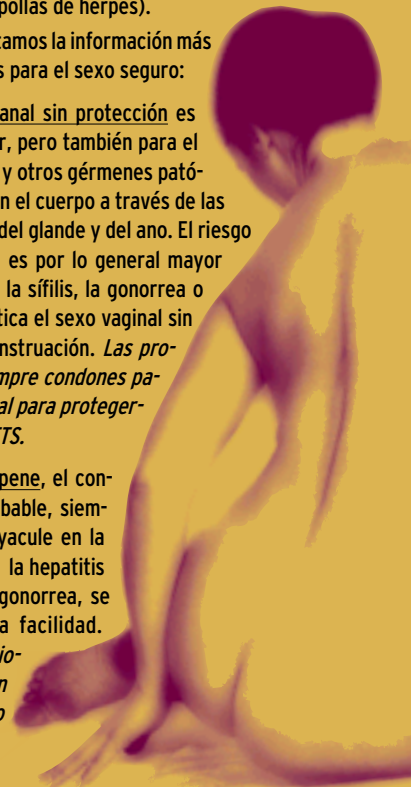 pollas de herpes).
tamos la información más
s para el sexo seguro:
anal sin protección es
r, pero también para el
y otros gérmenes pató-
n el cuerpo a través de las
del glande y del ano. El riesgo
es por lo general mayor
la sífilis, la gonorrea o
tica el sexo vaginal sin
nstruación. Las pro-
mpre condones pa-
al para proteger-
TS.
pene, el con-
bable, siem-
yacule en la
la hepatitis
gonorrea, se
a facilidad.
io-
n
o